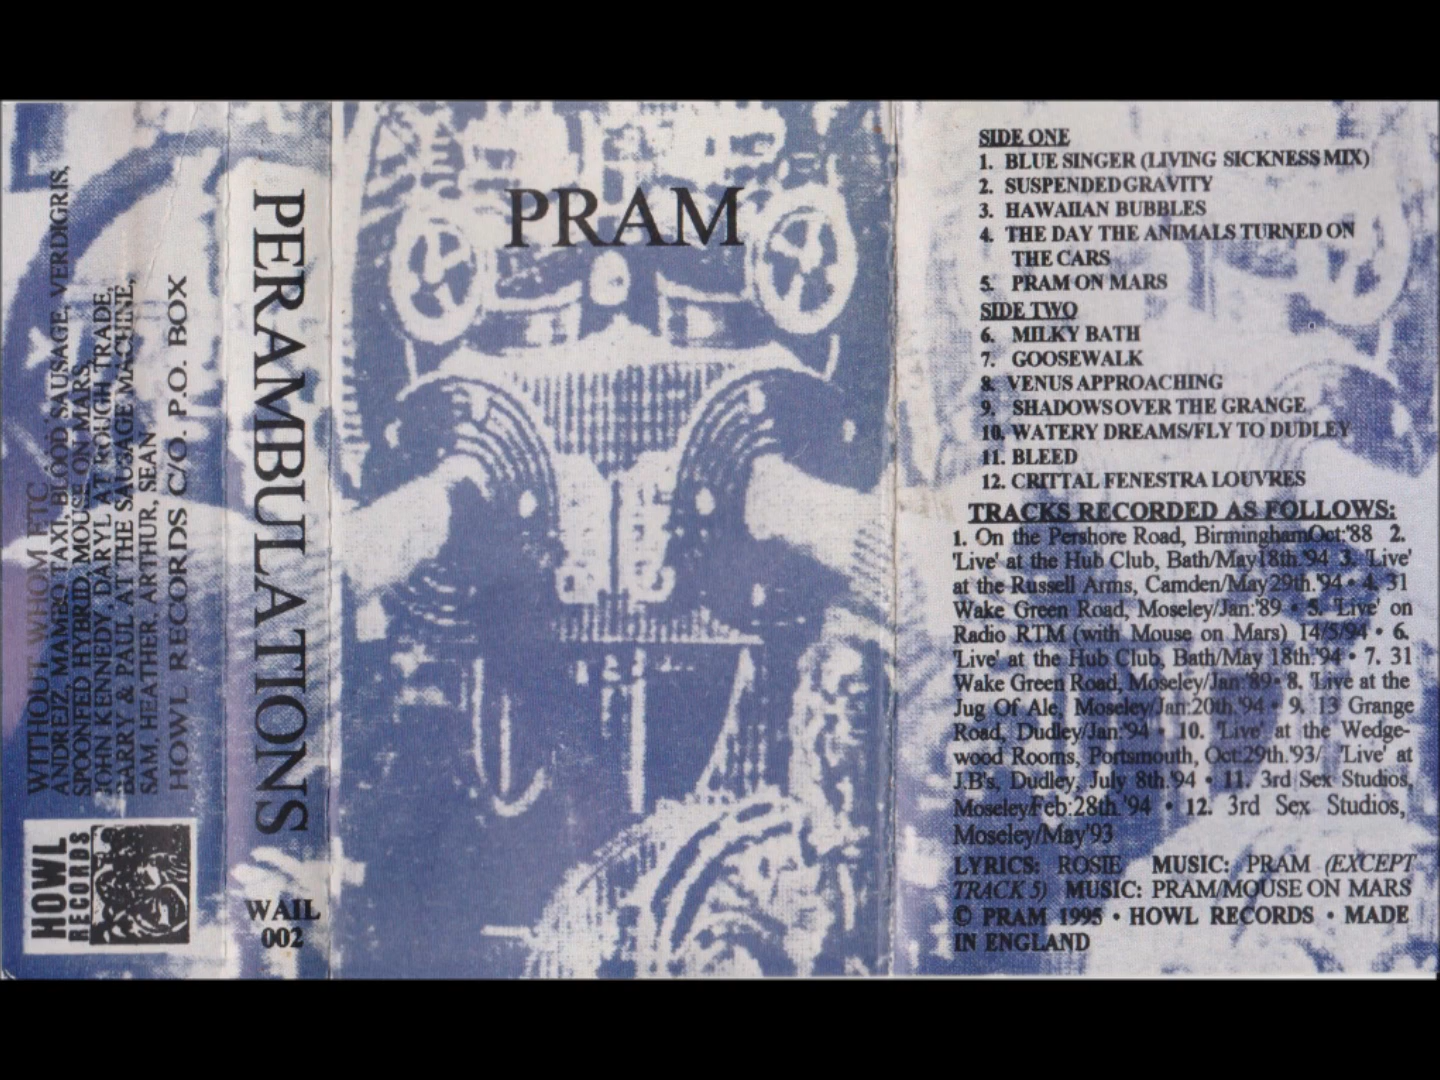 WITHOUT WHOM ETC
ANDREJZ, MAMBO TAXI, BLOOD SAUSAGE, VERDIGRIS,
SPOONFED HYBRID, MOUSE ON MARS,
JOHN KENNEDY, DARYL AT ROUGH TRADE,
BARRY & PAUL AT THE SAUSAGE MACHINE,
SAM, HEATHER, ARTHUR, SEAN
HOWL RECORDS C/O. P.O. BOX
HOWL
RECORDS
PERAMBULATIONS
WAIL
002
PRAM
SIDE ONE
1. BLUE SINGER (LIVING SICKNESS MIX)
2. SUSPENDED GRAVITY
3. HAWAIIAN BUBBLES
4. THE DAY THE ANIMALS TURNED ON
THE CARS
5. PRAM ON MARS
SIDE TWO
6. MILKY BATH
7. GOOSEWALK
8. VENUS APPROACHING
9. SHADOWS OVER THE GRANGE
10. WATERY DREAMS/FLY TO DUDLEY
11. BLEED
12. CRITTAL FENESTRA LOUVRES
TRACKS RECORDED AS FOLLOWS:
1. On the Pershore Road, Birmingham Oct:'88 2.
'Live' at the Hub Club, Bath/May 18th.'94 3. 'Live'
at the Russell Arms, Camden/May 29th.'94 • 4. 31
Wake Green Road, Moseley/Jan:'89 • 5. 'Live' on
Radio RTM (with Mouse on Mars) 14/5/94 • 6.
'Live' at the Hub Club, Bath/May 18th.'94 • 7. 31
Wake Green Road, Moseley/Jan:'89 • 8. 'Live at the
Jug Of Ale, Moseley/Jan:20th.'94 • 9. 13 Grange
Road, Dudley/Jan:'94 • 10. 'Live' at the Wedge-
wood Rooms, Portsmouth, Oct:29th.'93/ 'Live' at
J.B's, Dudley, July 8th.'94 • 11. 3rd Sex Studios,
Moseley/Feb:28th.'94 • 12. 3rd Sex Studios,
Moseley/May'93
LYRICS: ROSIE MUSIC: PRAM (EXCEPT
TRACK 5) MUSIC: PRAM/MOUSE ON MARS
© PRAM 1995 • HOWL RECORDS • MADE
IN ENGLAND